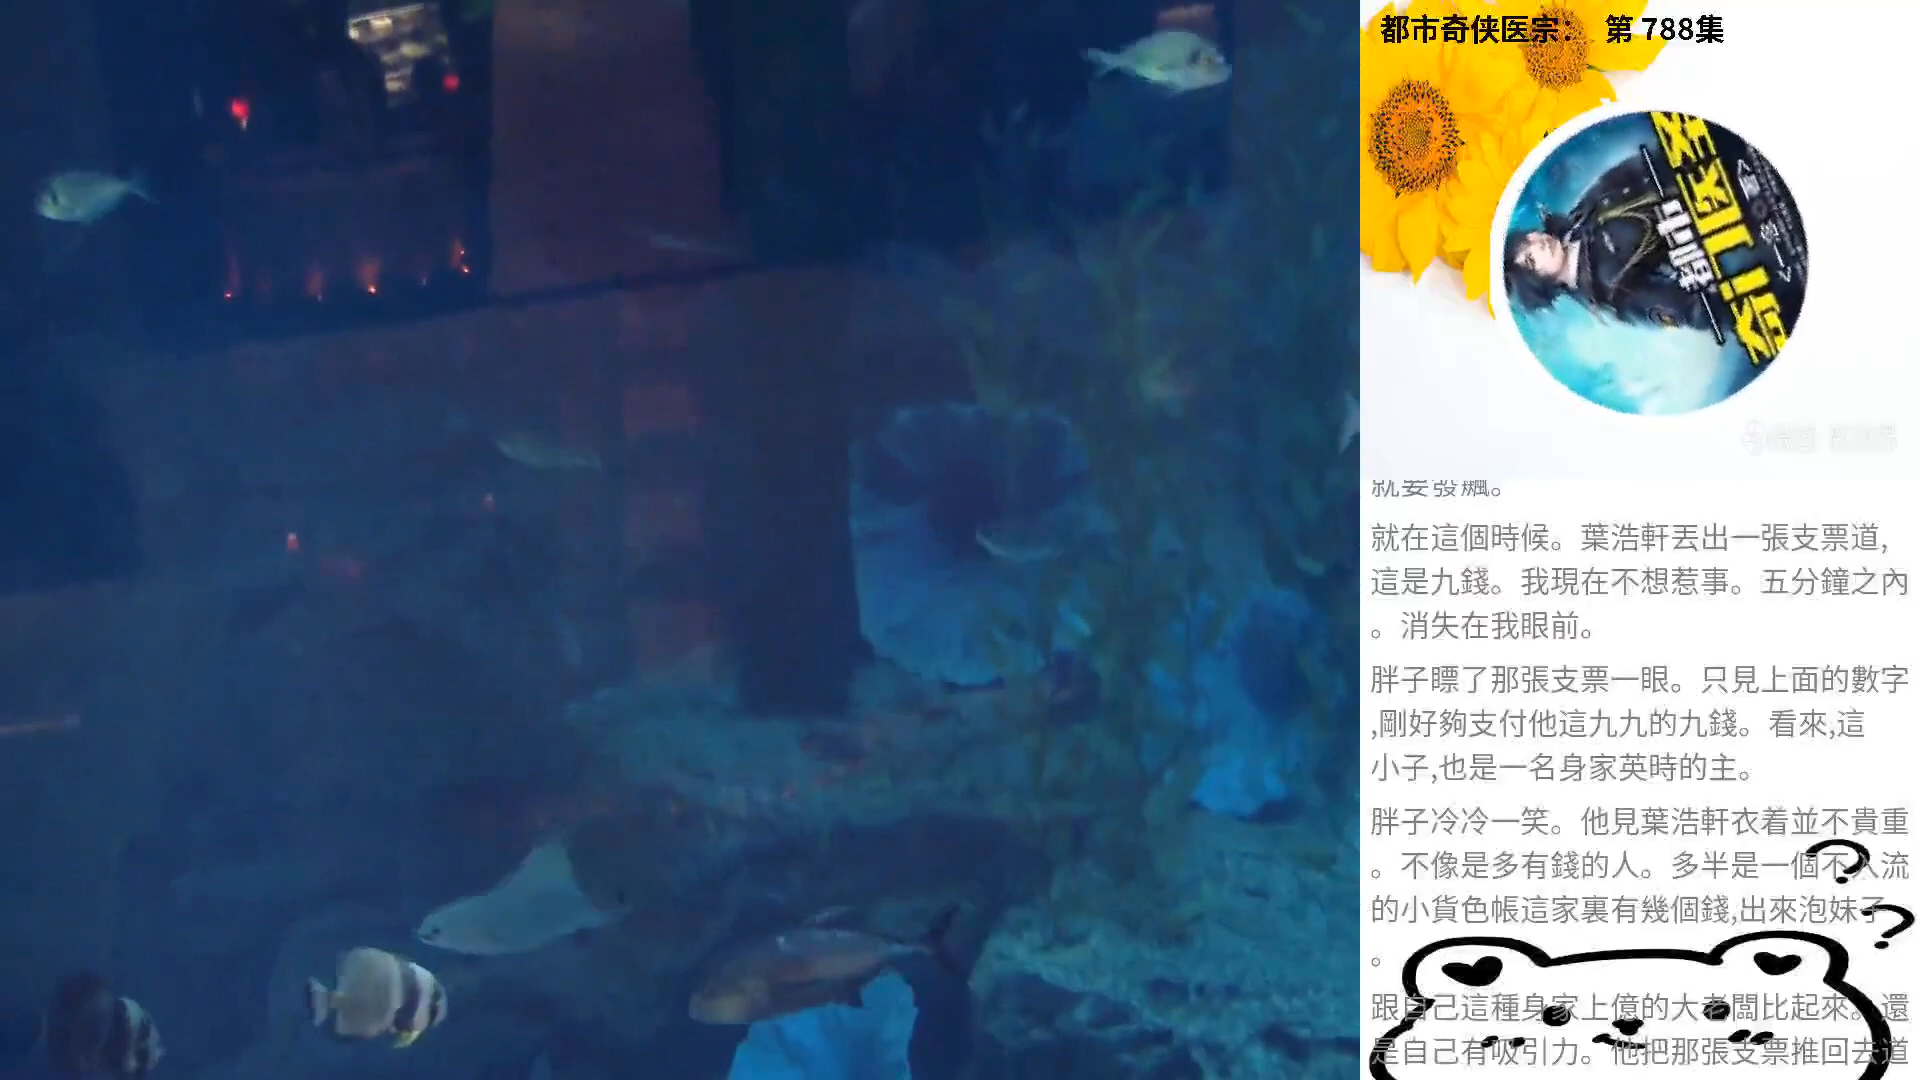 都市奇侠医宗： 第 788集
就要發飆。
就在這個時候。葉浩軒丟出一張支票道,
這是九錢。我現在不想惹事。五分鐘之內
。消失在我眼前。
胖子瞟了那張支票一眼。只見上面的數字
,剛好夠支付他這九九的九錢。看來,這
小子,也是一名身家英時的主。
胖子冷冷一笑。他見葉浩軒衣着並不貴重
。不像是多有錢的人。多半是一個不入流
的小貨色帳這家裏有幾個錢,出來泡妹子
。
跟自己這種身家上億的大老闆比起來。還
是自己有吸引力。他把那張支票推回去道